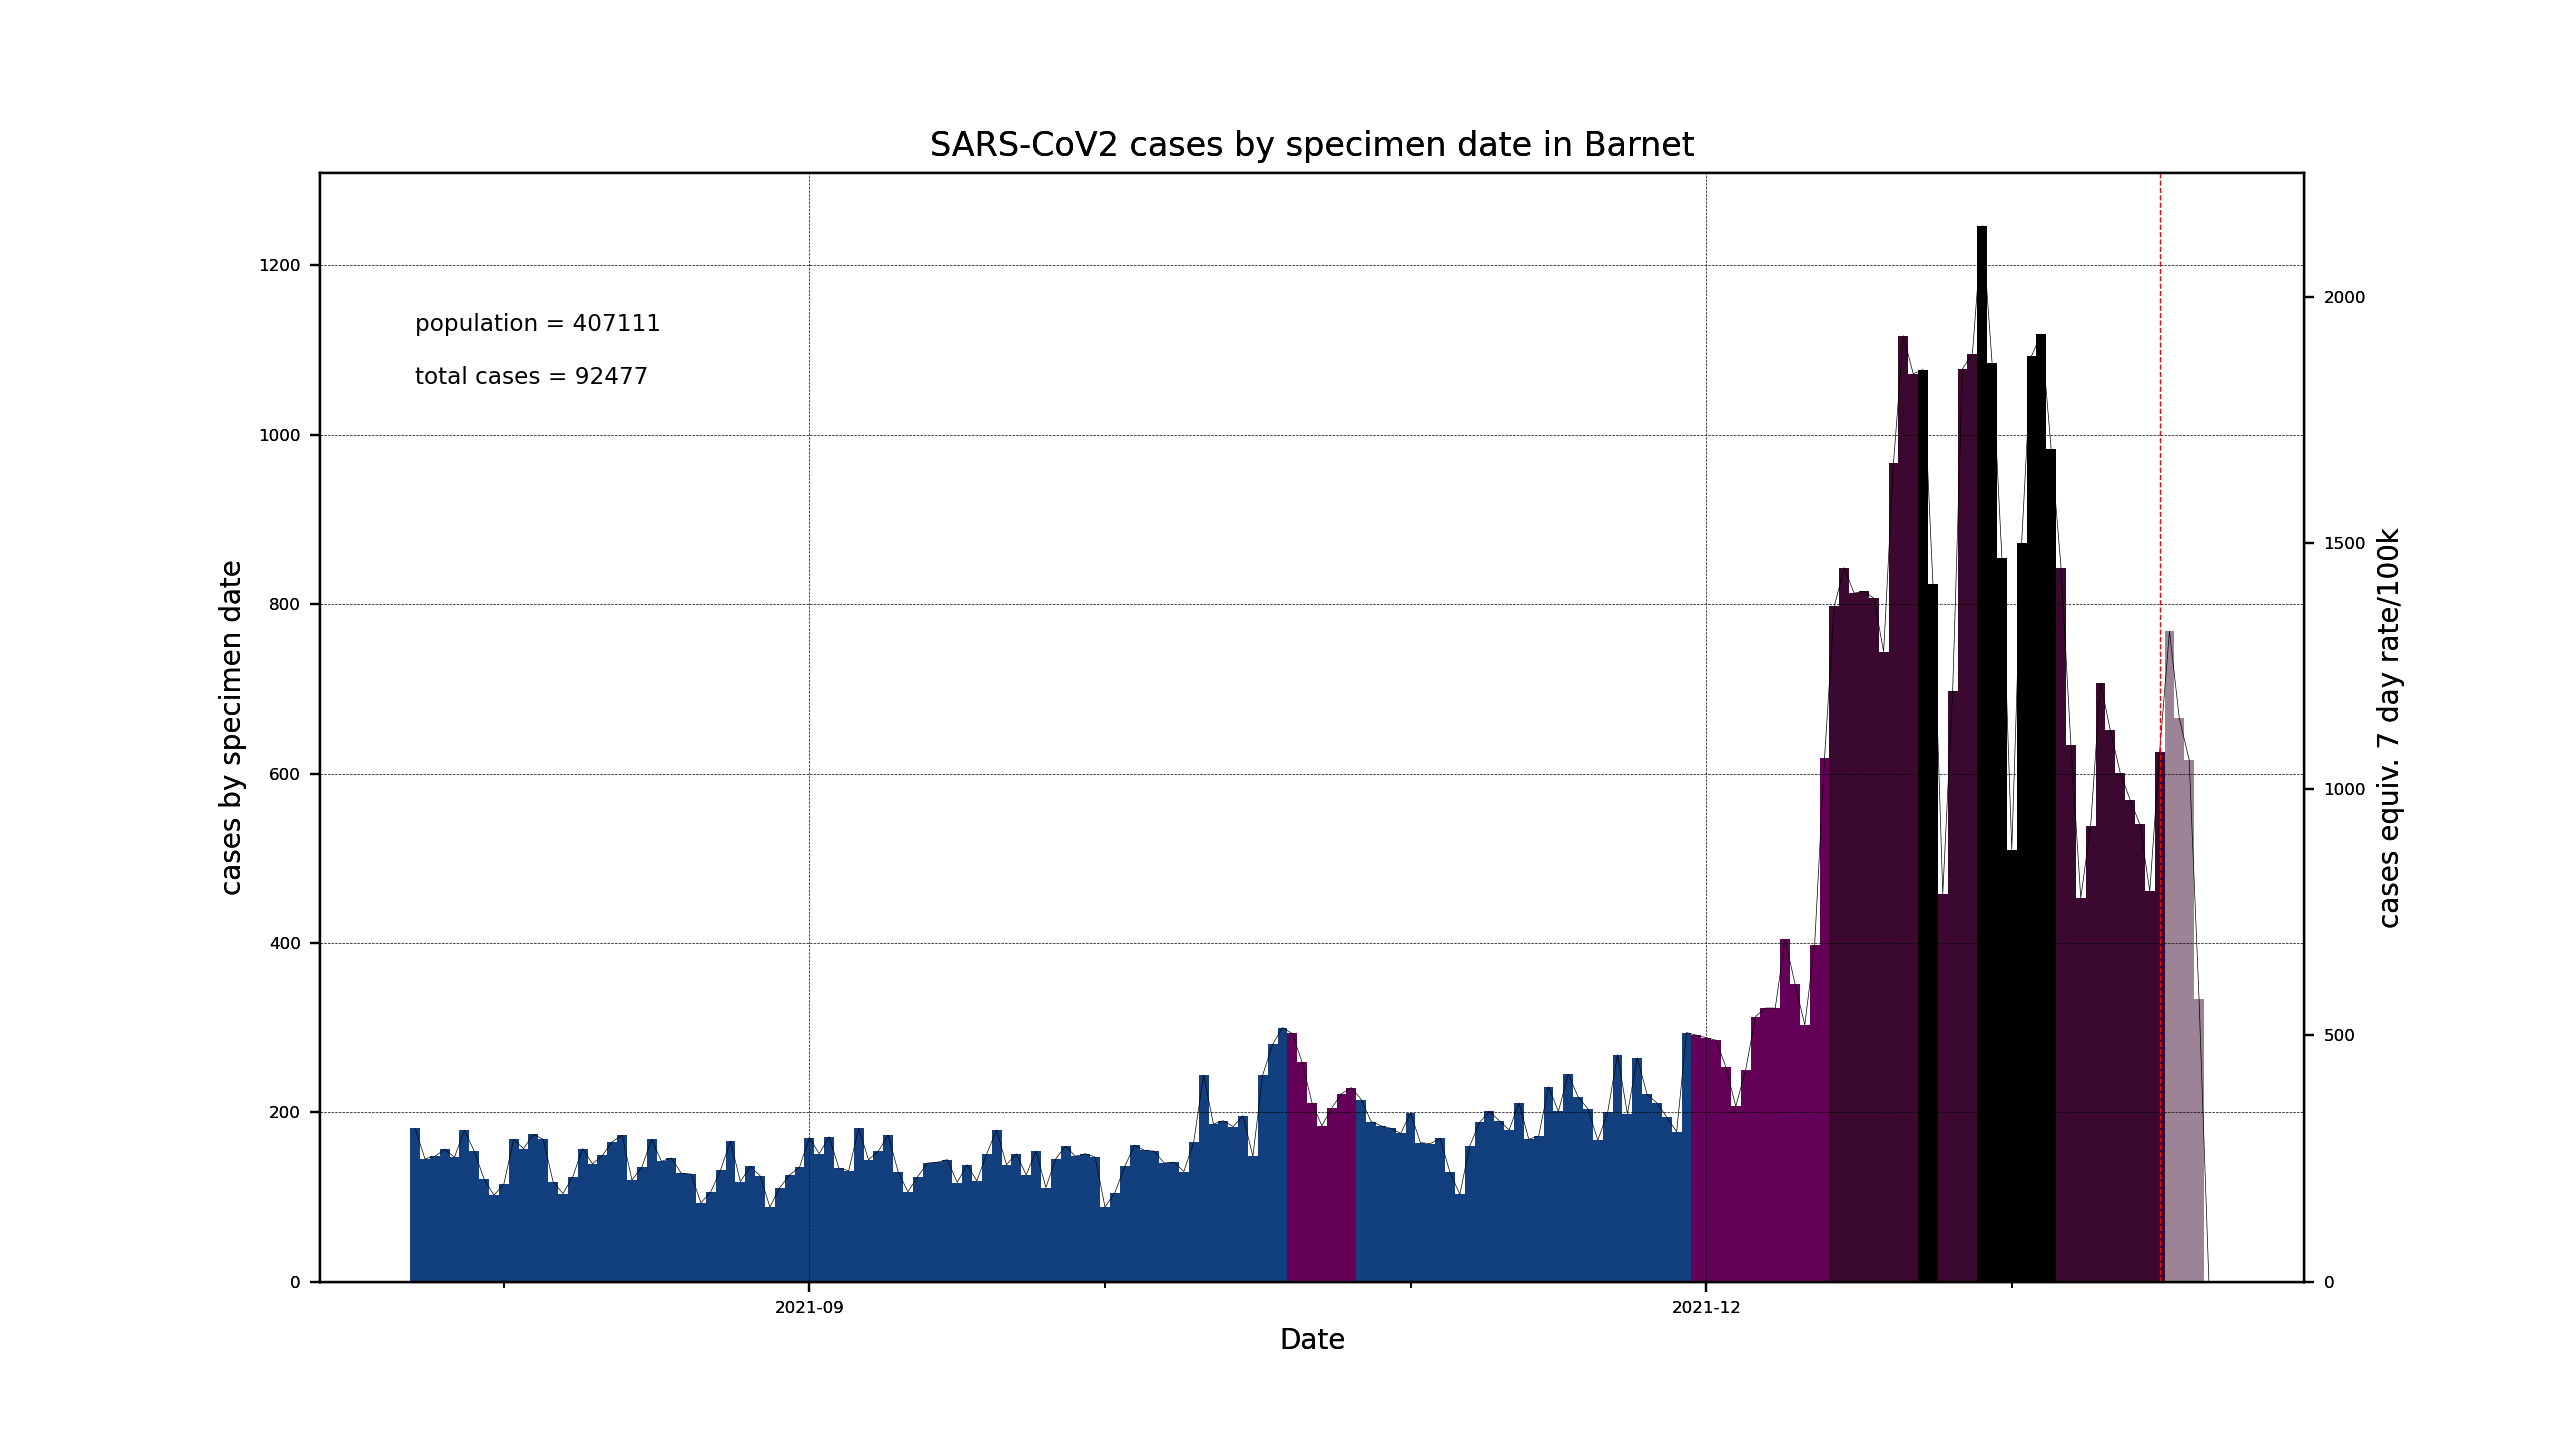 SARS-CoV2 cases by specimen date in Barnet
population = 407111
total cases = 92477
cases by specimen date
1200
1000
800
600
400
200
0
2000
1500
1000
500
0
cases equiv. 7 day rate/100k
2021-09
2021-12
Date